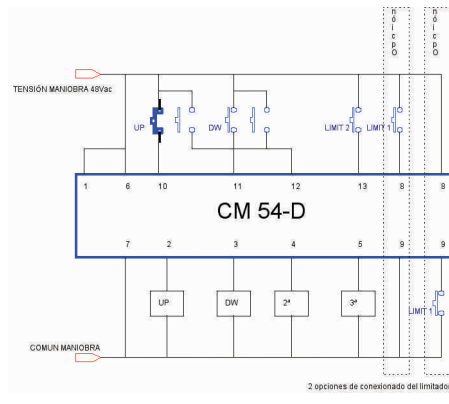 Opción
Opción
TENSIÓN MANIOBRA 48Vac
UP
DW
LIMIT 2
LIMIT 1
1 6 10 11 12 13 8 8
CM 54-D
7 2 3 4 5 9 9
UP
DW
2ª
3ª
LIMIT 1
COMUN MANIOBRA
2 opciones de conexionado del limitador